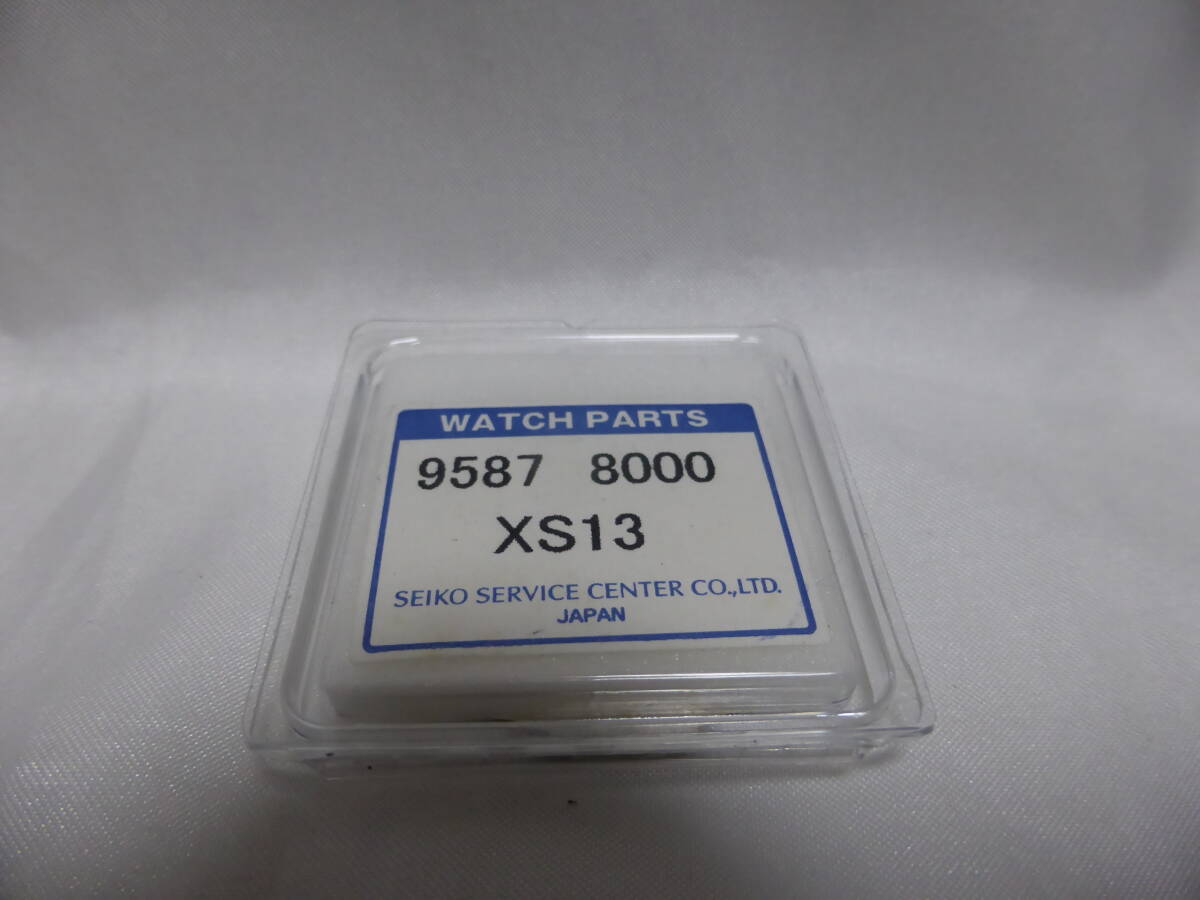 WATCH PARTS
9587 8000
XS13
SEIKO SERVICE CENTER CO.,LTD.
JAPAN